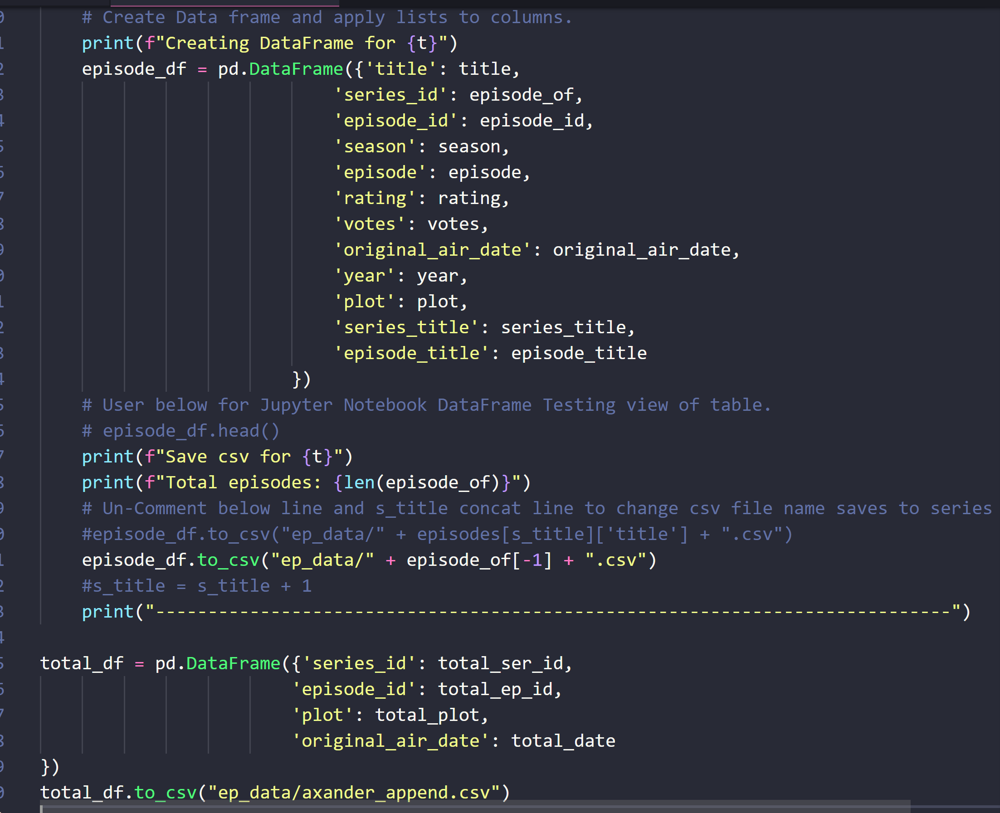 # Create Data frame and apply lists to columns.
print(f"Creating DataFrame for {t}")
episode_df = pd.DataFrame({'title': title,
'series_id': episode_of,
'episode_id': episode_id,
'season': season,
'episode': episode,
'rating': rating,
'votes': votes,
'original_air_date': original_air_date,
'year': year,
'plot': plot,
'series_title': series_title,
'episode_title': episode_title
})
# User below for Jupyter Notebook DataFrame Testing view of table.
# episode_df.head()
print(f"Save csv for {t}")
print(f"Total episodes: {len(episode_of)}")
# Un-Comment below line and s_title concat line to change csv file name saves to series
#episode_df.to_csv("ep_data/" + episodes[s_title]['title'] + ".csv")
episode_df.to_csv("ep_data/" + episode_of[-1] + ".csv")
#s_title = s_title + 1
print("----------------------------------------------------------------------------")
total_df = pd.DataFrame({'series_id': total_ser_id,
'episode_id': total_ep_id,
'plot': total_plot,
'original_air_date': total_date
})
total_df.to_csv("ep_data/axander_append.csv")